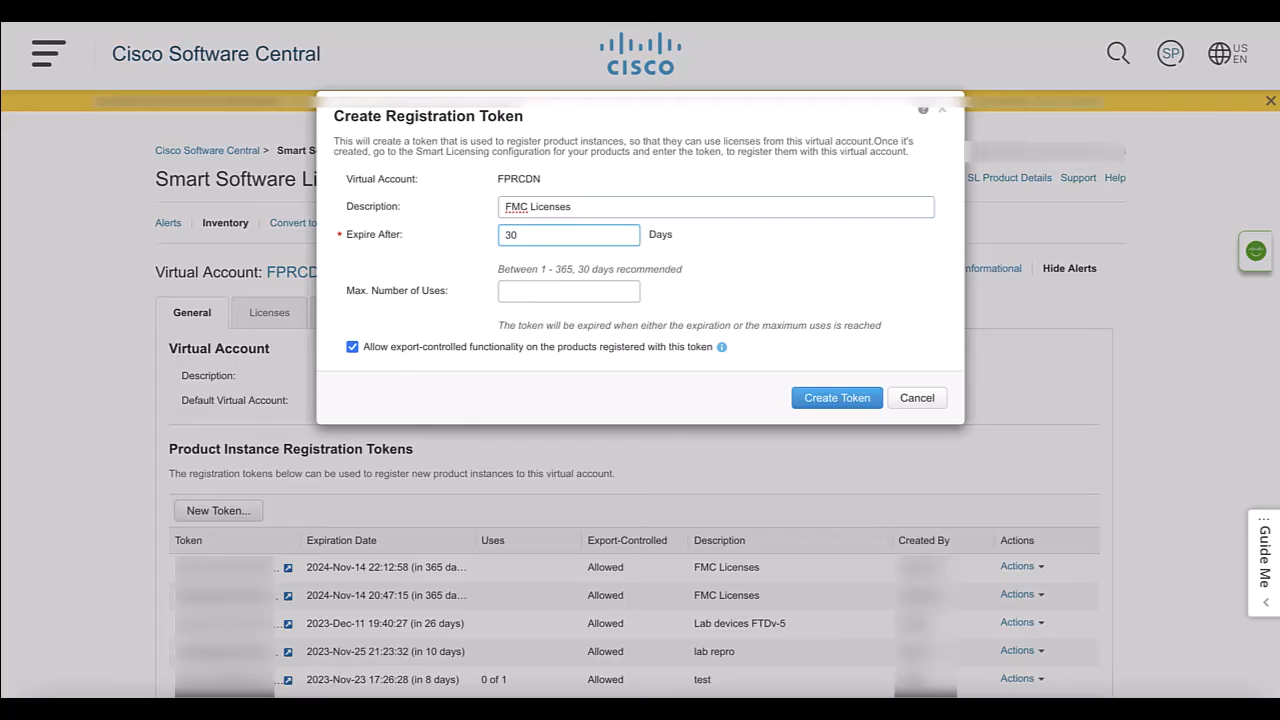 Cisco Software Central
CISCO
SP
US
EN
Create Registration Token
This will create a token that is used to register product instances, so that they can use licenses from this virtual account.Once it's
created, go to the Smart Licensing configuration for your products and enter the token, to register them with this virtual account.
Virtual Account: FPRCDN
Description: FMC Licenses
* Expire After: 30 Days
Between 1 - 365, 30 days recommended
Max. Number of Uses:
The token will be expired when either the expiration or the maximum uses is reached
Allow export-controlled functionality on the products registered with this token
Create Token Cancel
Cisco Software Central > Smart S
Smart Software Li
SL Product Details Support Help
Alerts Inventory Convert to
Virtual Account: FPRCD
nformational Hide Alerts
General Licenses
Virtual Account
Description:
Default Virtual Account:
Product Instance Registration Tokens
The registration tokens below can be used to register new product instances to this virtual account.
New Token...
Token Expiration Date Uses Export-Controlled Description Created By Actions
2024-Nov-14 22:12:58 (in 365 da... Allowed FMC Licenses Actions
2024-Nov-14 20:47:15 (in 365 da... Allowed FMC Licenses Actions
2023-Dec-11 19:40:27 (in 26 days) Allowed Lab devices FTDv-5 Actions
2023-Nov-25 21:23:32 (in 10 days) Allowed lab repro Actions
2023-Nov-23 17:26:28 (in 8 days) 0 of 1 Allowed test Actions
Guide Me